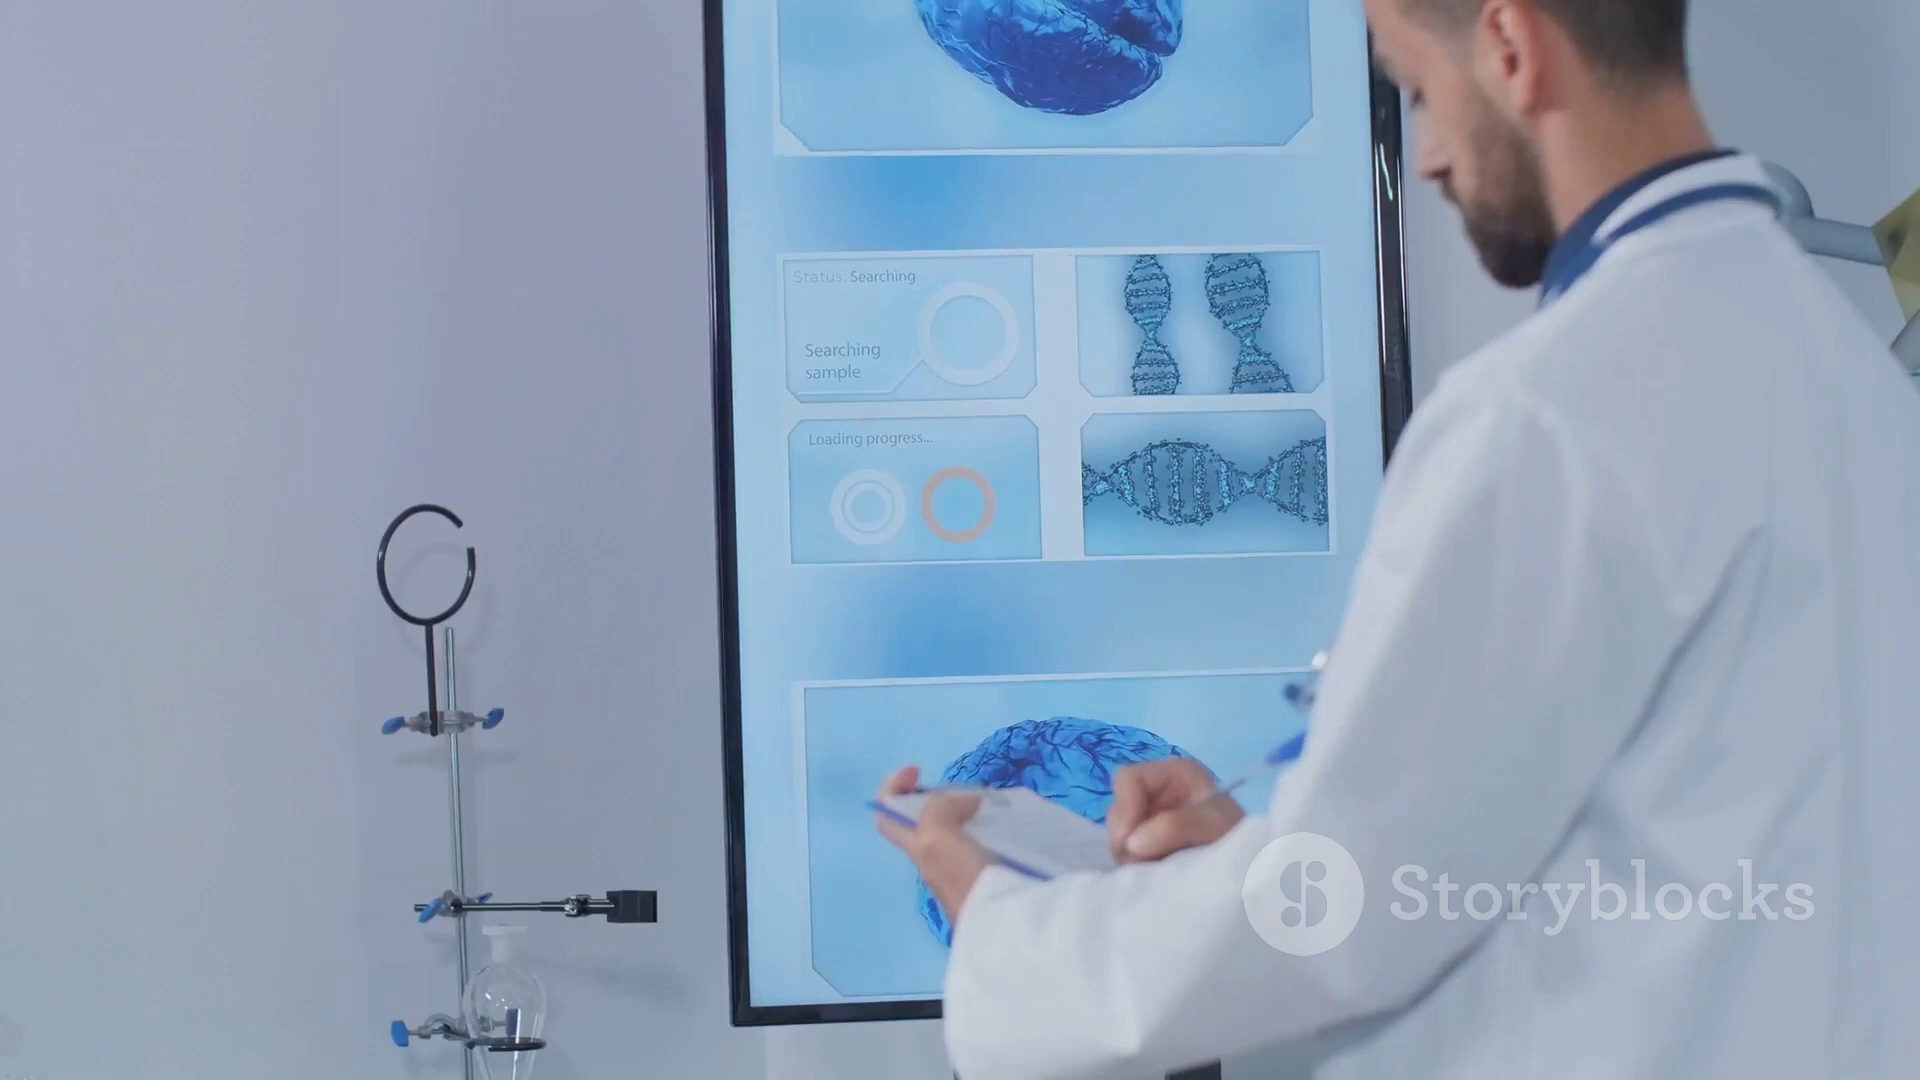 Status: Searching
Searching
sample
Loading progress...
Storyblocks